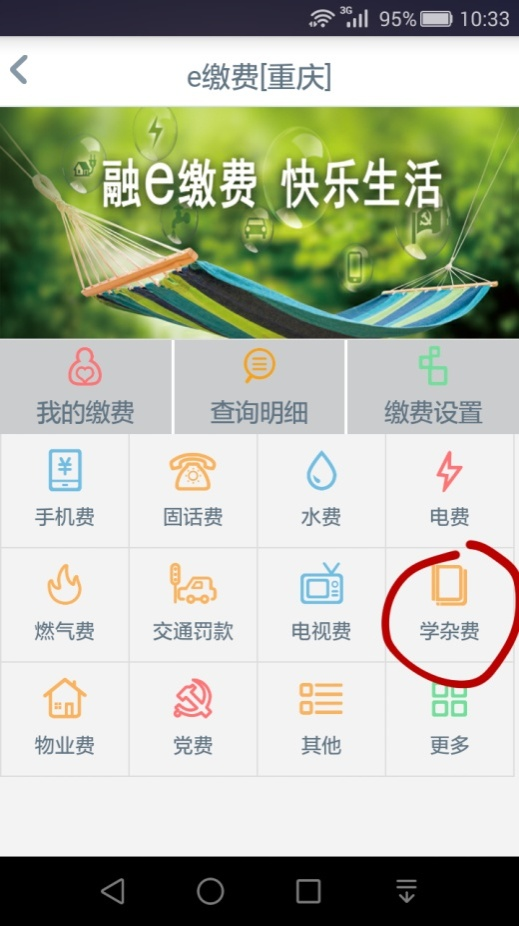 3G 95% 10:33
e缴费[重庆]
融e缴费 快乐生活
我的缴费 查询明细 缴费设置
手机费 固话费 水费 电费
燃气费 交通罚款 电视费 学杂费
物业费 党费 其他 更多